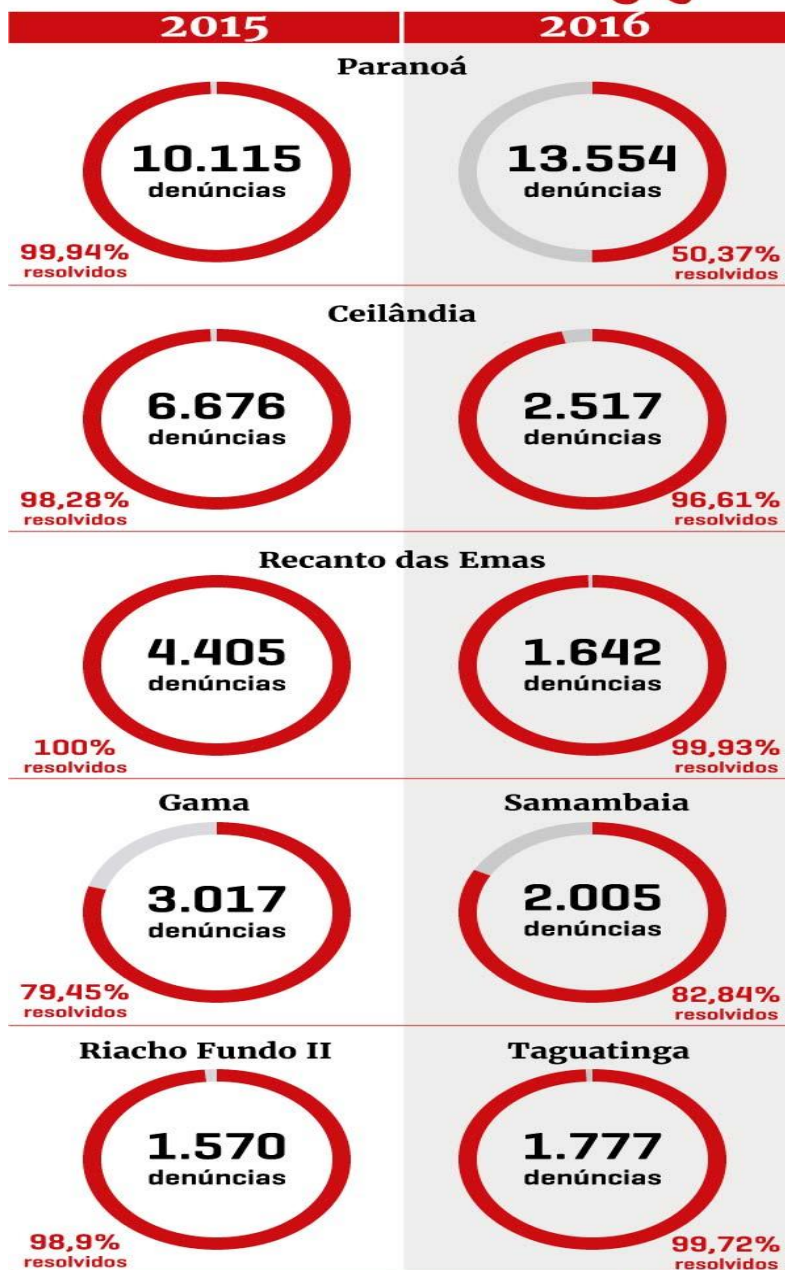 2015
2016
Paranoá
10.115
denúncias
99,94%
resolvidos
13.554
denúncias
50,37%
resolvidos
Ceilândia
6.676
denúncias
98,28%
resolvidos
2.517
denúncias
96,61%
resolvidos
Recanto das Emas
4.405
denúncias
100%
resolvidos
1.642
denúncias
99,93%
resolvidos
Gama
3.017
denúncias
79,45%
resolvidos
Samambaia
2.005
denúncias
82,84%
resolvidos
Riacho Fundo II
1.570
denúncias
98,9%
resolvidos
Taguatinga
1.777
denúncias
99,72%
resolvidos